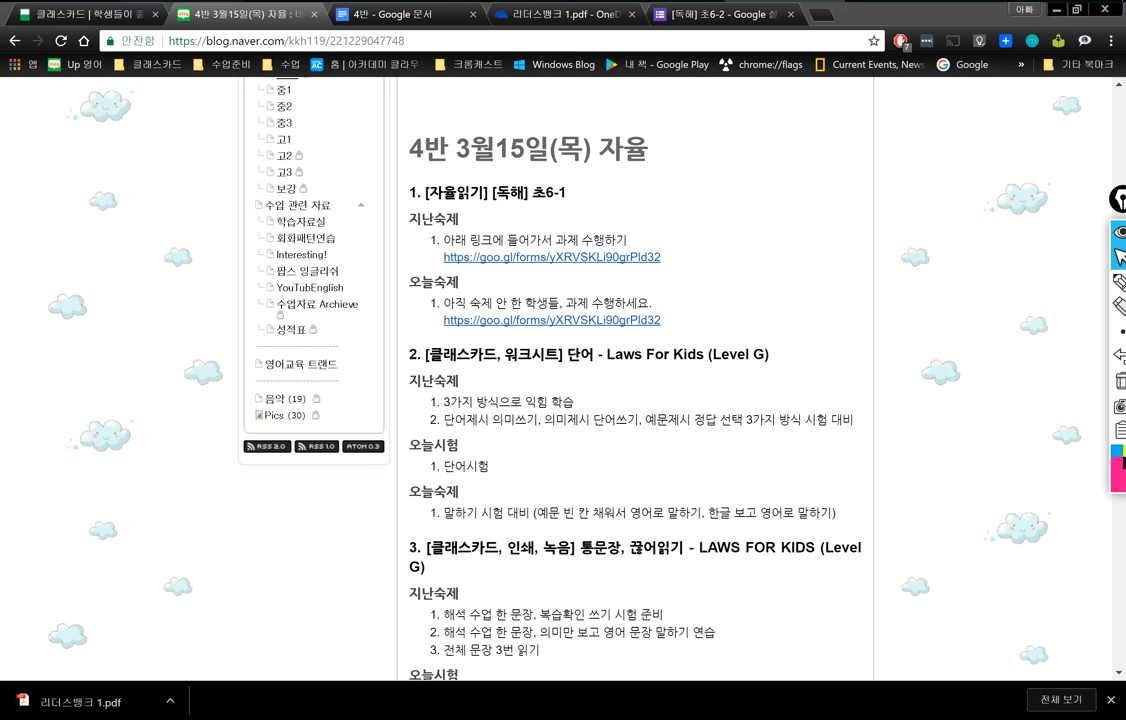 클래스카드 | 학생들이 클
4반 3월15일(목) 자율 : 네
4반 - Google 문서
리더스뱅크 1.pdf - OneD
[독해] 초6-2 - Google 설
아빠
안전함
https://blog.naver.com/kkh119/221229047748
앱
Up 영어
클래스카드
수업준비
수업
홈 | 아카데미 클라우
크롬캐스트
Windows Blog
내 책 - Google Play
chrome://flags
Current Events, News
Google
»
기타 북마크
중1
중2
중3
고1
고2
고3
보강
수업 관련 자료
학습자료실
회화패턴연습
Interesting!
팝스 잉글리쉬
YouTubEnglish
수업자료 Archieve
성적표
영어교육 트랜드
음악 (19)
Pics (30)
RSS 2.0
RSS 1.0
ATOM 0.3
4반 3월15일(목) 자율
1. [자율읽기] [독해] 초6-1
지난숙제
1. 아래 링크에 들어가서 과제 수행하기
https://goo.gl/forms/yXRVSKLi90grPld32
오늘숙제
1. 아직 숙제 안 한 학생들, 과제 수행하세요.
https://goo.gl/forms/yXRVSKLi90grPld32
2. [클래스카드, 워크시트] 단어 - Laws For Kids (Level G)
지난숙제
1. 3가지 방식으로 익힘 학습
2. 단어제시 의미쓰기, 의미제시 단어쓰기, 예문제시 정답 선택 3가지 방식 시험 대비
오늘시험
1. 단어시험
오늘숙제
1. 말하기 시험 대비 (예문 빈 칸 채워서 영어로 말하기, 한글 보고 영어로 말하기)
3. [클래스카드, 인쇄, 녹음] 통문장, 끊어읽기 - LAWS FOR KIDS (Level
G)
지난숙제
1. 해석 수업 한 문장, 복습확인 쓰기 시험 준비
2. 해석 수업 한 문장, 의미만 보고 영어 문장 말하기 연습
3. 전체 문장 3번 읽기
오늘시험
리더스뱅크 1.pdf
전체 보기